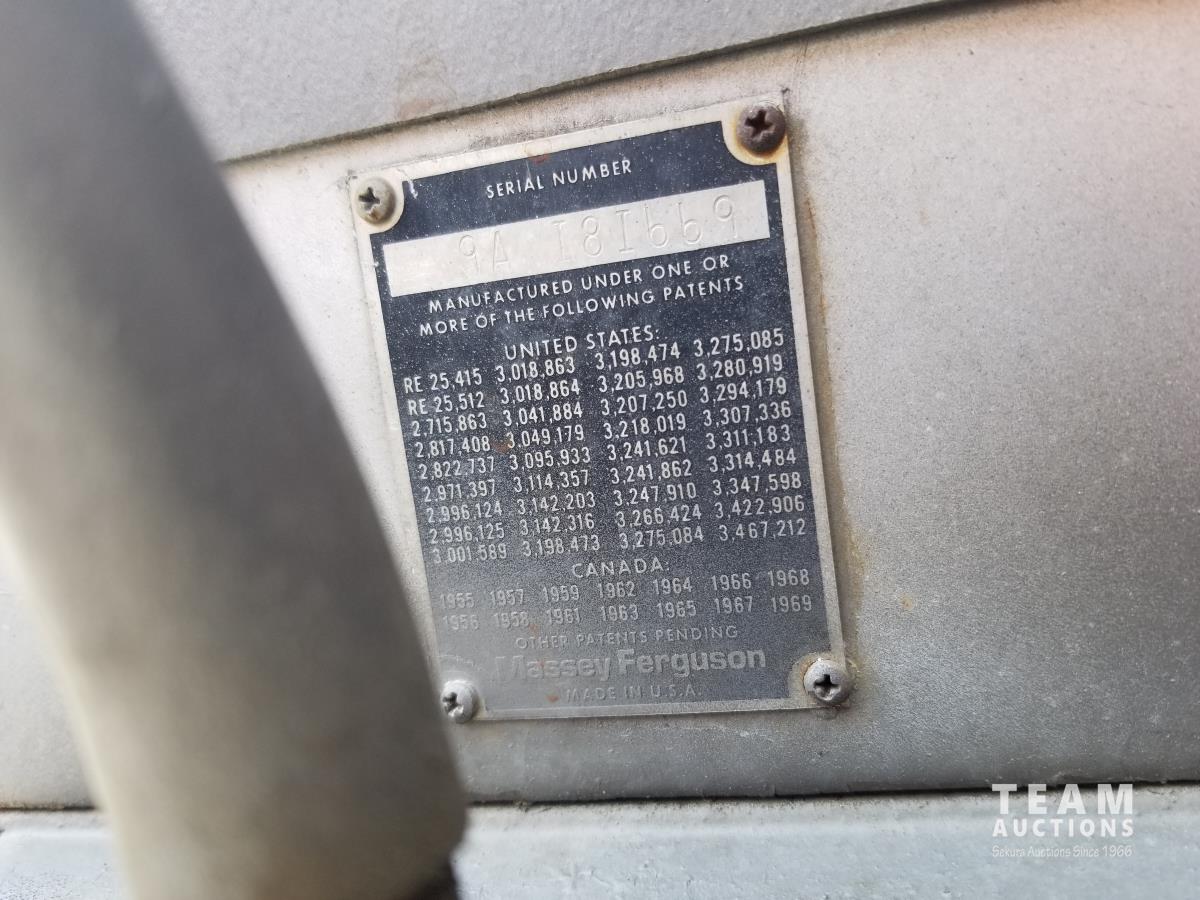 SERIAL NUMBER
9A 181669
MANUFACTURED UNDER ONE OR
MORE OF THE FOLLOWING PATENTS
UNITED STATES:
RE 25,415 3,018,863 3,198,474 3,275,085
RE 25,512 3,018,864 3,205,968 3,280,919
2,715,863 3,041,884 3,207,250 3,294,179
2,817,408 3,049,179 3,218,019 3,307,336
2,822,737 3,095,933 3,241,621 3,311,183
2,971,397 3,114,357 3,241,862 3,314,484
2,996,124 3,142,203 3,247,910 3,347,598
2,996,125 3,142,316 3,266,424 3,422,906
3,001,589 3,198,473 3,275,084 3,467,212
CANADA:
1955 1957 1959 1962 1964 1966 1968
1956 1958 1961 1963 1965 1967 1969
OTHER PATENTS PENDING
Massey Ferguson
MADE IN U.S.A.
TEAM
AUCTIONS
Sekura Auctions Since 1966